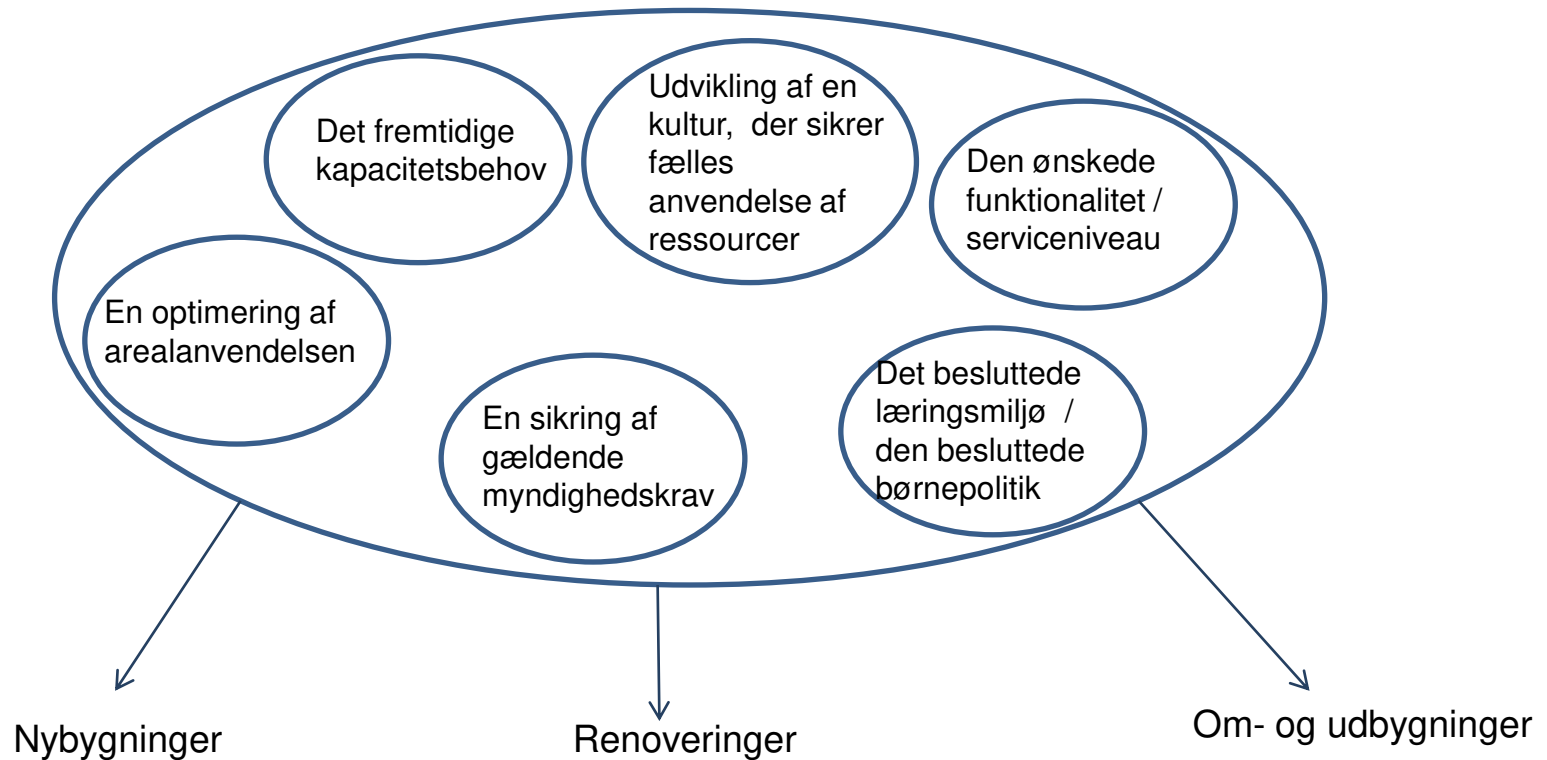 Det fremtidige
kapacitetsbehov
Udvikling af en
kultur,  der sikrer
fælles
anvendelse af
ressourcer
Den ønskede
funktionalitet /
serviceniveau
En optimering af
arealanvendelsen
En sikring af
gældende
myndighedskrav
Det besluttede
læringsmiljø  /
den besluttede
børnepolitik
Nybygninger
Renoveringer
Om- og udbygninger